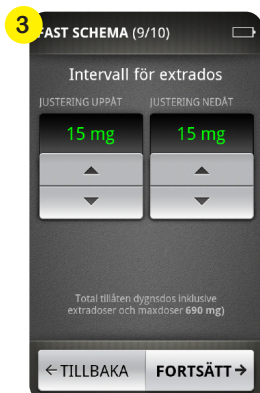 3
FAST SCHEMA (9/10)
Intervall för extrados
JUSTERING UPPÅT JUSTERING NEDÅT
15 mg 15 mg
Total tillåten dygnsdos inklusive
extradoser och maxdoser 690 mg)
←TILLBAKA FORTSÄTT→